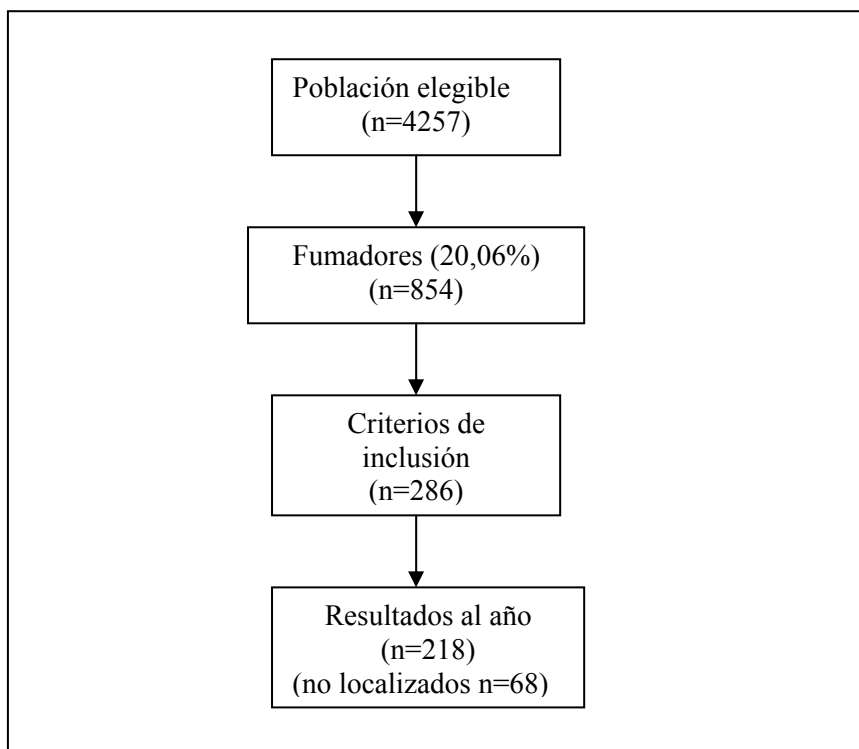 Población elegible
(n=4257)
Fumadores (20,06%)
(n=854)
Criterios de
inclusión
(n=286)
Resultados al año
(n=218)
(no localizados n=68)